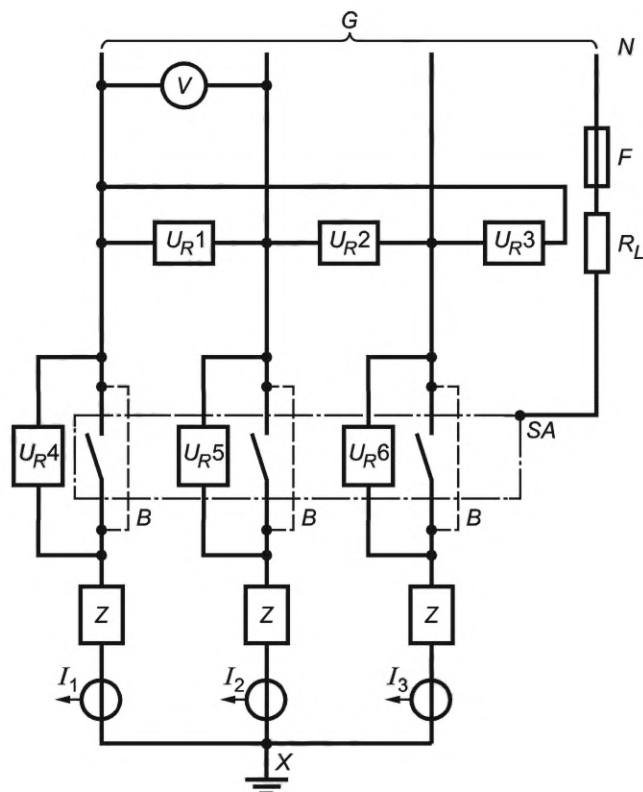 G
N
V
F
U_R1 U_R2 U_R3
R_L
SA
U_R4 U_R5 U_R6
B B B
Z Z Z
I_1 I_2 I_3
X